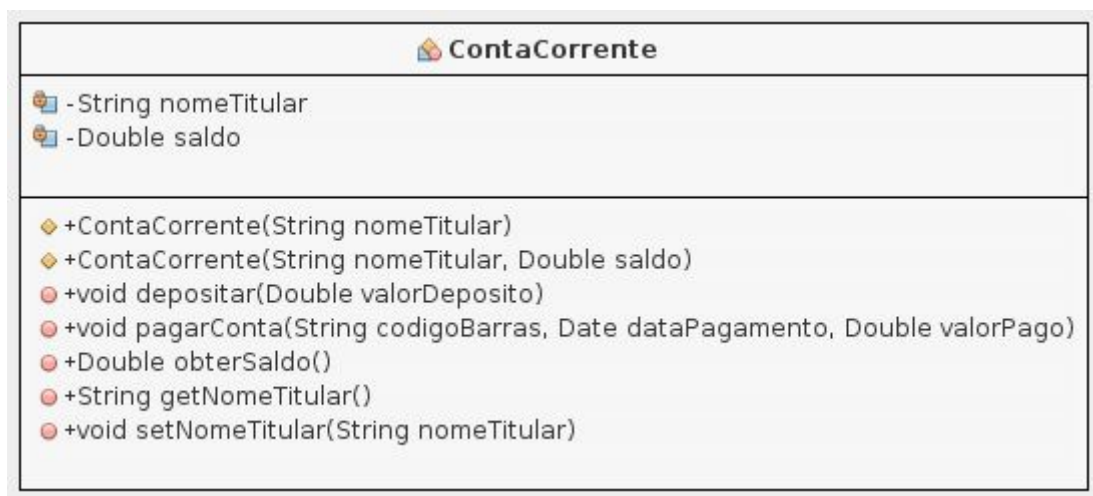 ContaCorrente
-String nomeTitular
-Double saldo
+ContaCorrente(String nomeTitular)
+ContaCorrente(String nomeTitular, Double saldo)
+void depositar(Double valorDeposito)
+void pagarConta(String codigoBarras, Date dataPagamento, Double valorPago)
+Double obterSaldo()
+String getNomeTitular()
+void setNomeTitular(String nomeTitular)